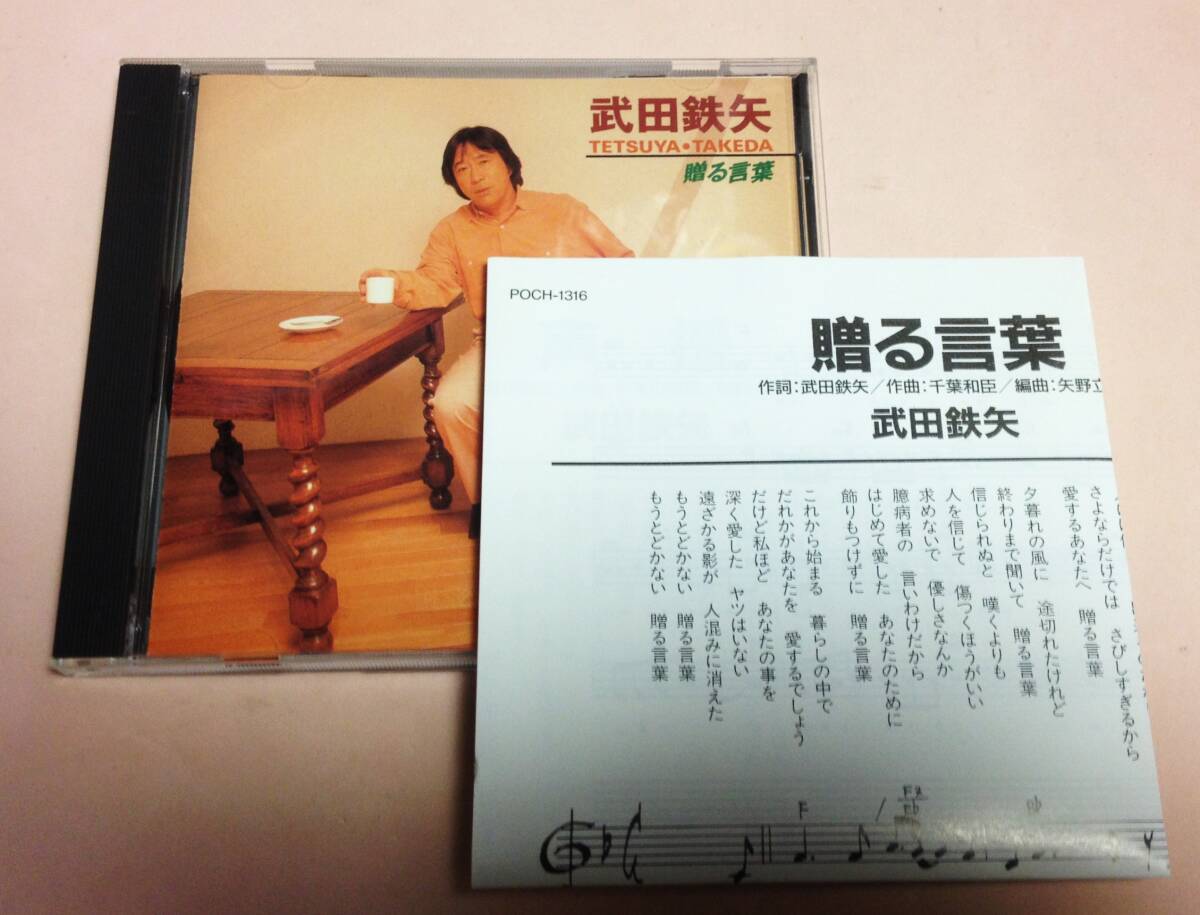 武田鉄矢
TETSUYA・TAKEDA
贈る言葉
POCH-1316
贈る言葉
作詞：武田鉄矢／作曲：千葉和臣／編曲：矢野立
武田鉄矢
さよならだけでは さびしすぎるから
愛するあなたへ 贈る言葉
夕暮れの風に 途切れたけれど
終わりまで聞いて 贈る言葉
信じられぬと 嘆くよりも
人を信じて 傷つくほうがいい
求めないで 優しさなんか
臆病者の 言いわけだから
はじめて愛した あなたのために
飾りもつけずに 贈る言葉
これから始まる 暮らしの中で
だれかがあなたを 愛するでしょう
だけど私ほど あなたの事を
深く愛した ヤツはいない
遠ざかる影が 人混みに消えた
もうとどかない 贈る言葉
もうとどかない 贈る言葉
F